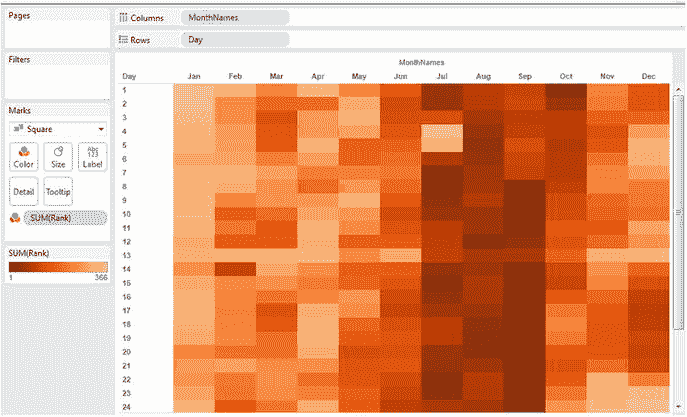 Pages
Columns
MonthNames
Rows
Day
Filters
Marks
Square
Color
Size
Abc
123
Label
Detail
Tooltip
SUM(Rank)
SUM(Rank)
1
366
MonthNames
Day Jan Feb Mar Apr May Jun Jul Aug Sep Oct Nov Dec
1
2
3
4
5
6
7
8
9
10
11
12
13
14
15
16
17
18
19
20
21
22
23
24